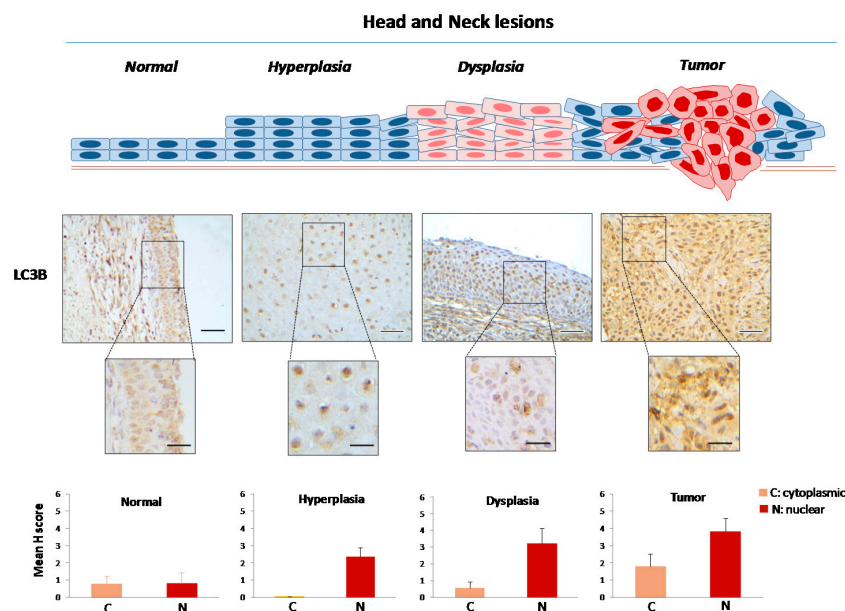 Head and Neck lesions
Normal Hyperplasia Dysplasia Tumor
LC3B
Mean H score
6
5
4
3
2
1
0
Normal
C N
6
5
4
3
2
1
0
Hyperplasia
C N
6
5
4
3
2
1
0
Dysplasia
C N
6
5
4
3
2
1
0
Tumor
C N
C: cytoplasmic
N: nuclear